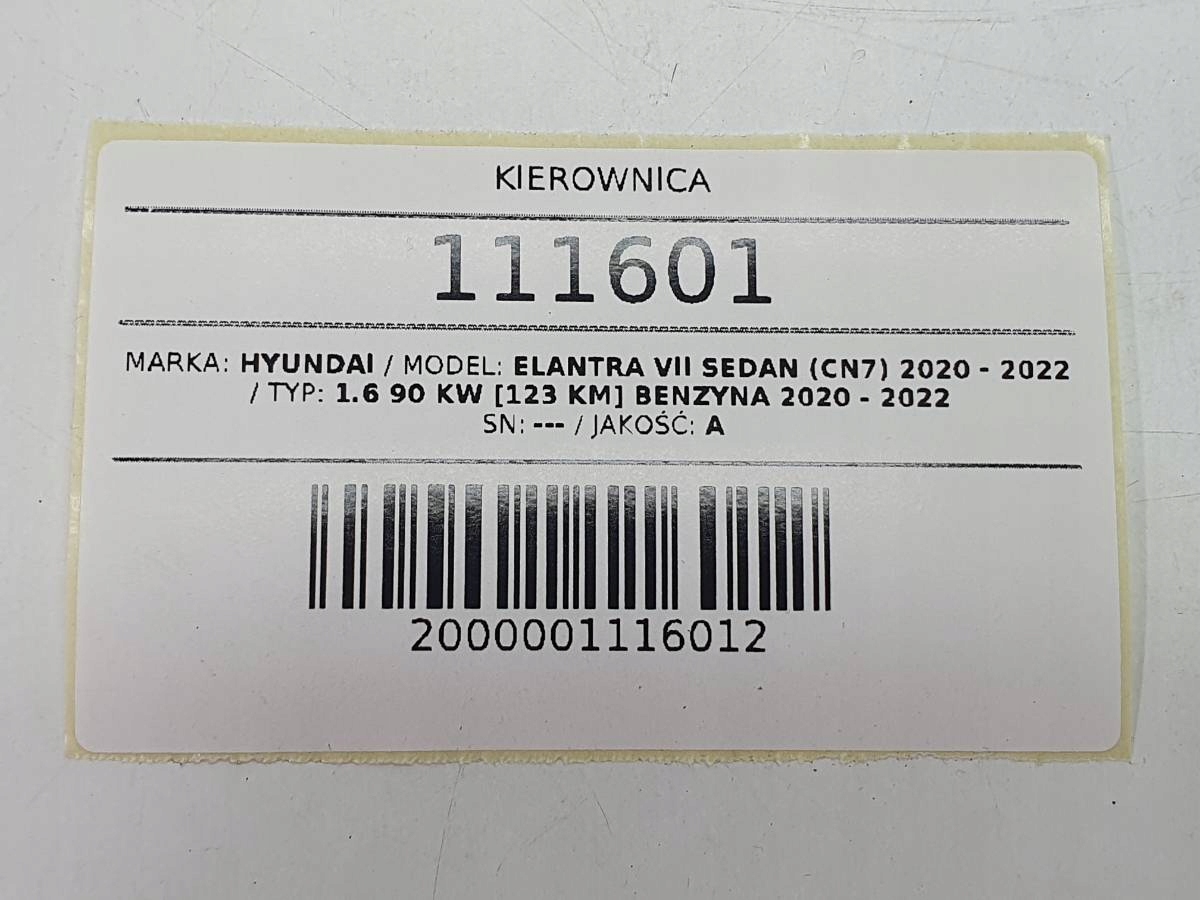 KIEROWNICA
111601
MARKA: HYUNDAI / MODEL: ELANTRA VII SEDAN (CN7) 2020 - 2022
/ TYP: 1.6 90 KW [123 KM] BENZYNA 2020 - 2022
SN: --- / JAKOŚĆ: A
2000001116012